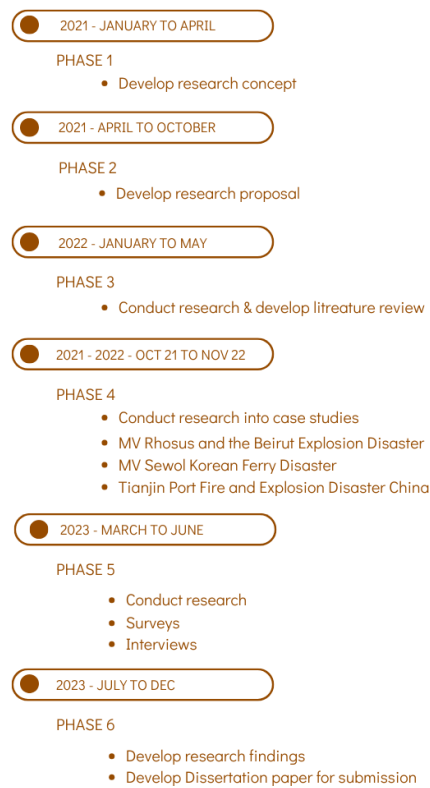 2021 - JANUARY TO APRIL
PHASE 1
• Develop research concept
2021 - APRIL TO OCTOBER
PHASE 2
• Develop research proposal
2022 - JANUARY TO MAY
PHASE 3
• Conduct research & develop litreature review
2021 - 2022 - OCT 21 TO NOV 22
PHASE 4
• Conduct research into case studies
• MV Rhosus and the Beirut Explosion Disaster
• MV Sewol Korean Ferry Disaster
• Tianjin Port Fire and Explosion Disaster China
2023 - MARCH TO JUNE
PHASE 5
• Conduct research
• Surveys
• Interviews
2023 - JULY TO DEC
PHASE 6
• Develop research findings
• Develop Dissertation paper for submission